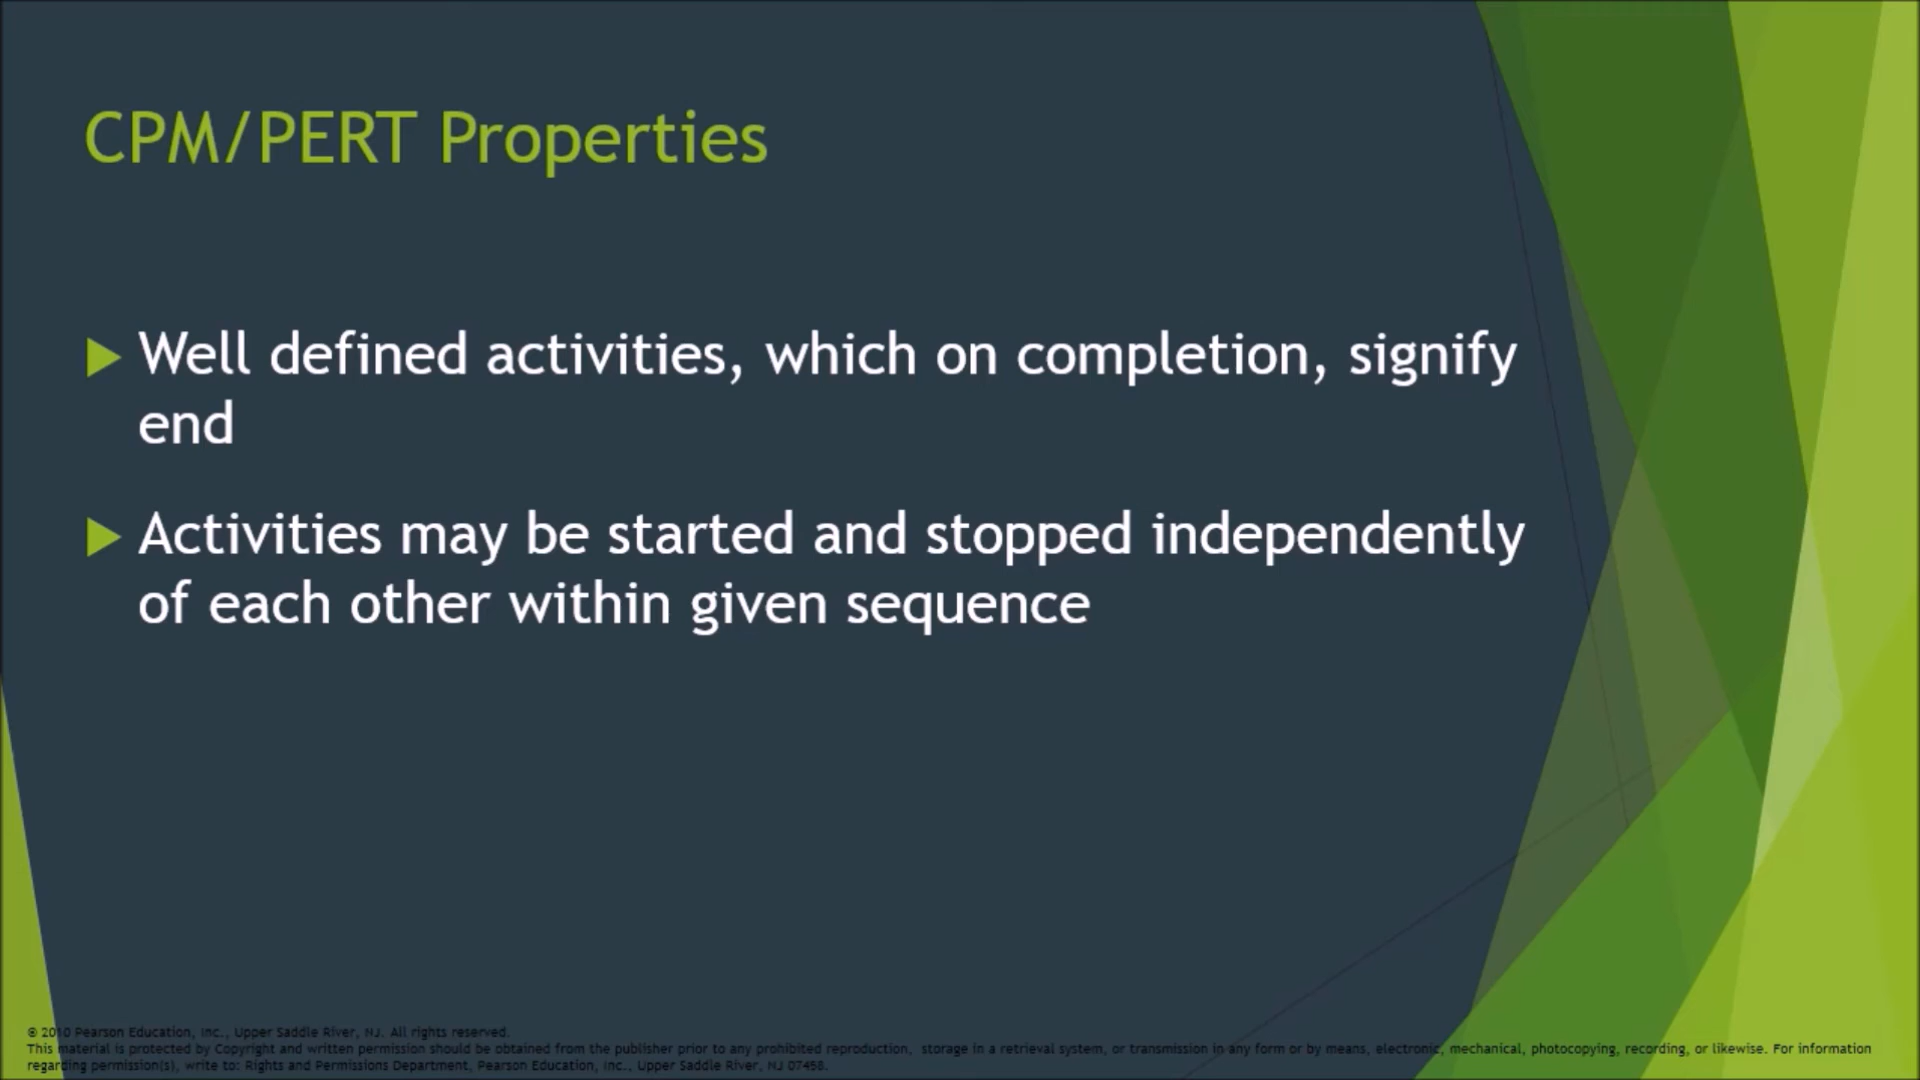 CPM/PERT Properties
Well defined activities, which on completion, signify
end
Activities may be started and stopped independently
of each other within given sequence
© 2010 Pearson Education, Inc., Upper Saddle River, NJ. All rights reserved.
This material is protected by Copyright and written permission should be obtained from the publisher prior to any prohibited reproduction, storage in a retrieval system, or transmission in any form or by means, electronic, mechanical, photocopying, recording, or likewise. For information
regarding permission(s), write to: Rights and Permissions Department, Pearson Education, Inc., Upper Saddle River, NJ 07458.